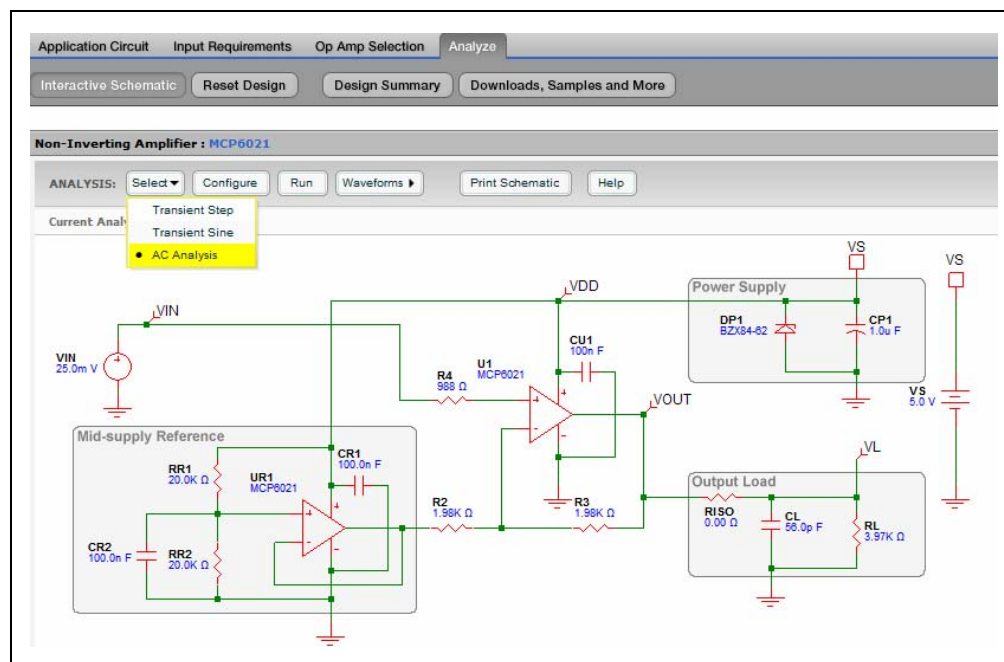 Application Circuit Input Requirements Op Amp Selection Analyze
Interactive Schematic Reset Design Design Summary Downloads, Samples and More
Non-Inverting Amplifier : MCP6021
ANALYSIS: Select Configure Run Waveforms Print Schematic Help
Transient Step
Current Anal
Transient Sine
AC Analysis
VS
VS
VDD
Power Supply
VIN
DP1
BZX84-62
CP1
1.0u F
CU1
100n F
VIN
25.0m V
U1
MCP6021
R4
988 Ω
VS
5.0 V
VOUT
Mid-supply Reference
CR1
100.0n F
VL
RR1
20.0K Ω
UR1
MCP6021
Output Load
RISO
0.00 Ω
R2
1.98K Ω
R3
1.98K Ω
CL
56.0p F
RL
3.97K Ω
CR2
100.0n F
RR2
20.0K Ω